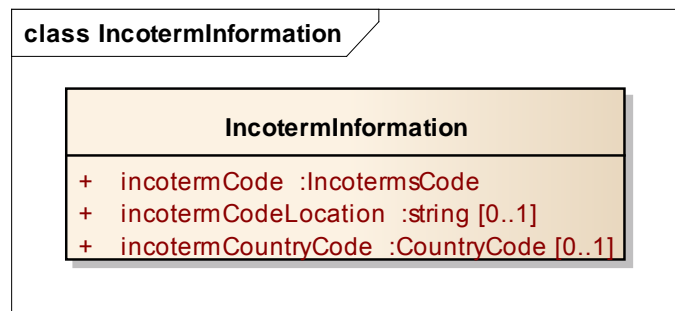 class IncotermInformation
IncotermInformation
+ incotermCode :IncotermsCode
+ incotermCodeLocation :string [0..1]
+ incotermCountryCode :CountryCode [0..1]